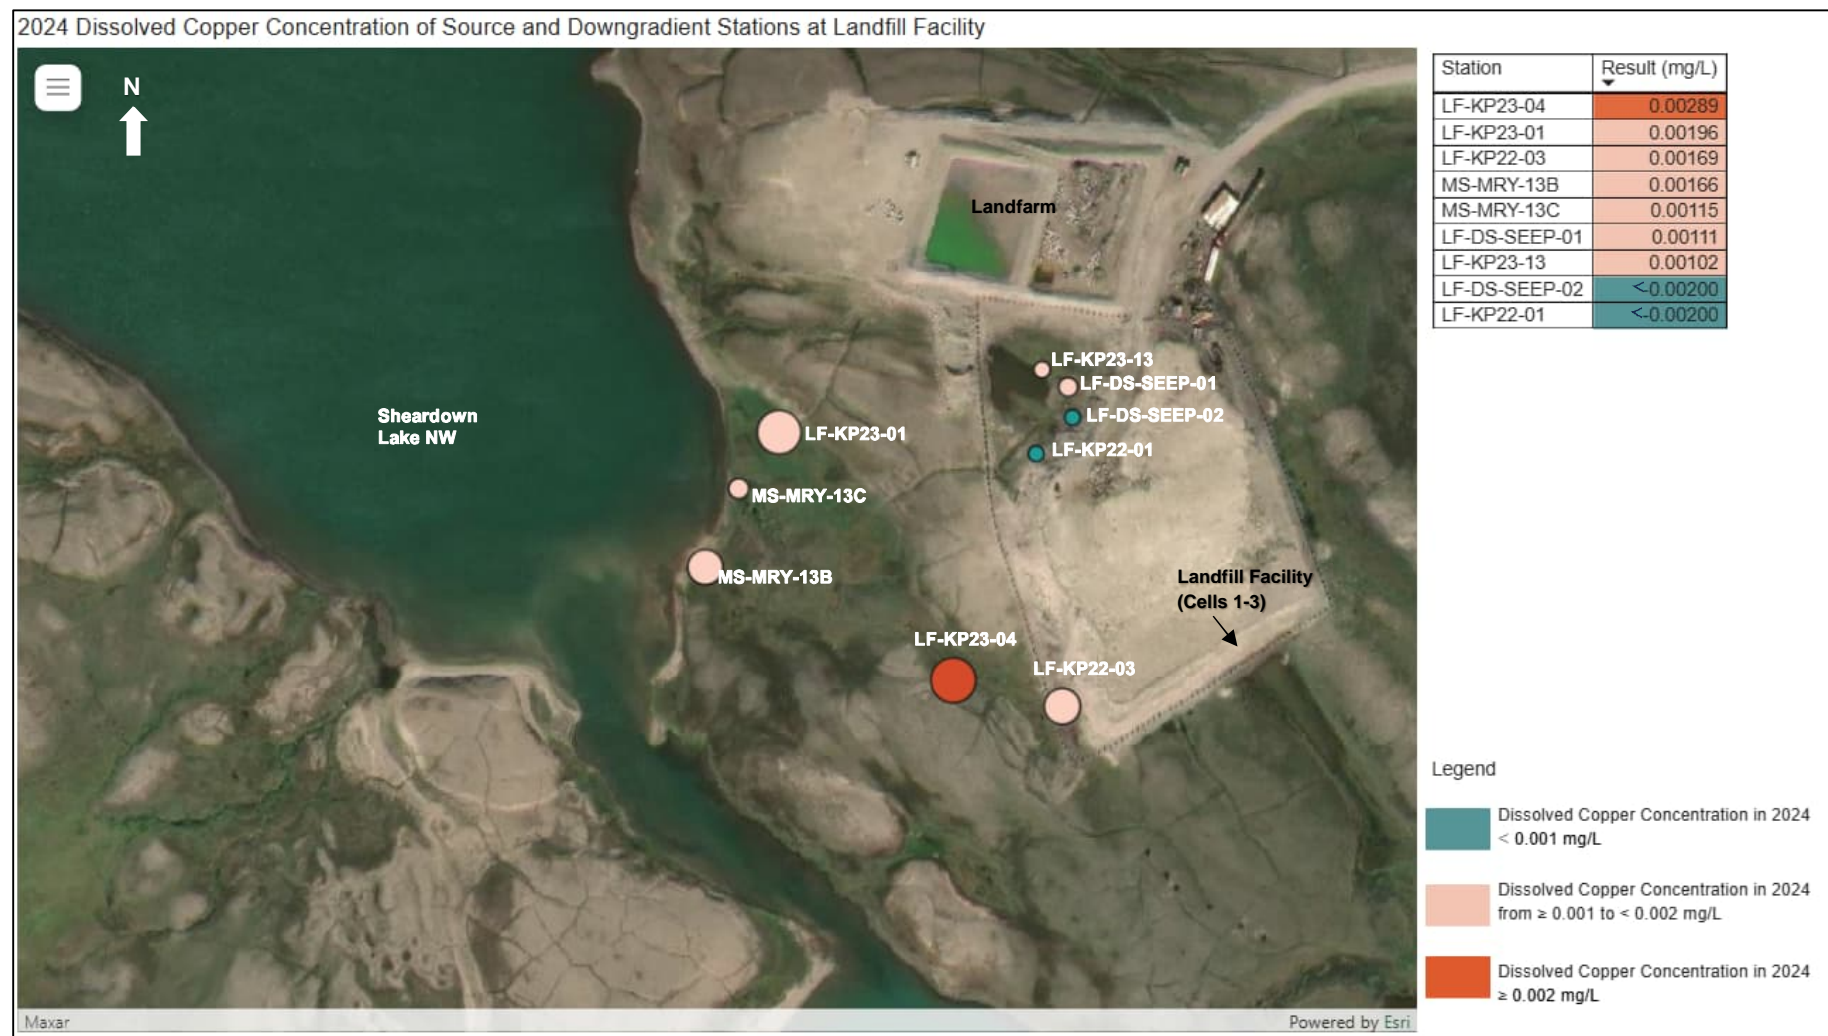 2024 Dissolved Copper Concentration of Source and Downgradient Stations at Landfill Facility
N
Landfarm
LF-KP23-13
LF-DS-SEEP-01
LF-DS-SEEP-02
LF-KP22-01
Sheardown
Lake NW
LF-KP23-01
MS-MRY-13C
MS-MRY-13B
Landfill Facility
(Cells 1-3)
LF-KP23-04
LF-KP22-03
Maxar
Powered by Esri
Station Result (mg/L)
LF-KP23-04 0.00289
LF-KP23-01 0.00196
LF-KP22-03 0.00169
MS-MRY-13B 0.00166
MS-MRY-13C 0.00115
LF-DS-SEEP-01 0.00111
LF-KP23-13 0.00102
LF-DS-SEEP-02 <-0.00200
LF-KP22-01 <-0.00200
Legend
Dissolved Copper Concentration in 2024
< 0.001 mg/L
Dissolved Copper Concentration in 2024
from ≥ 0.001 to < 0.002 mg/L
Dissolved Copper Concentration in 2024
≥ 0.002 mg/L